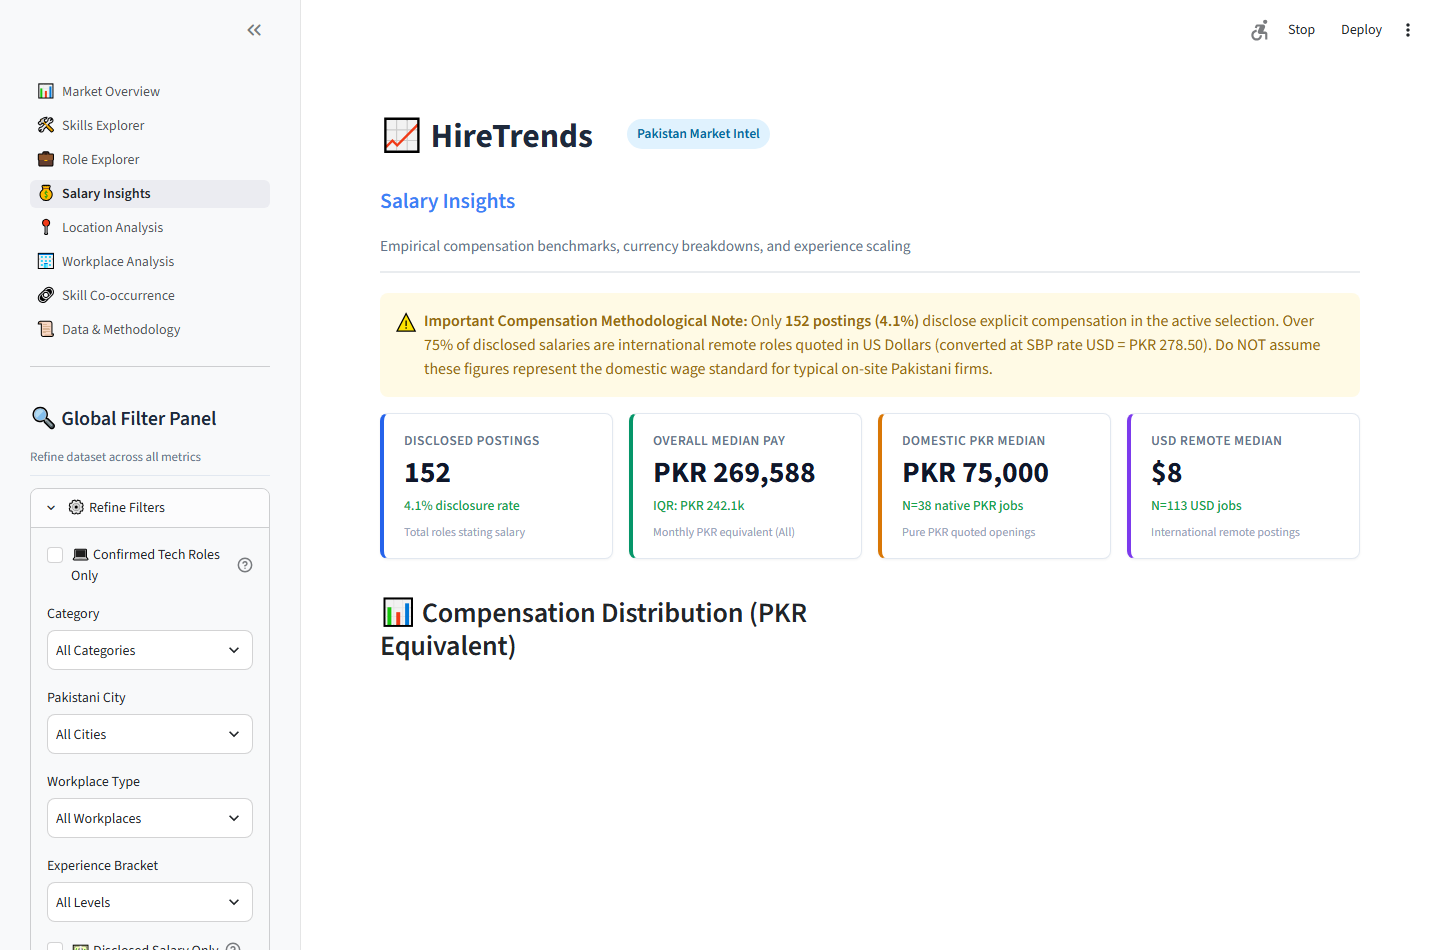 Stop
Deploy
Market Overview
Skills Explorer
Role Explorer
Salary Insights
Location Analysis
Workplace Analysis
Skill Co-occurrence
Data & Methodology
Global Filter Panel
Refine dataset across all metrics
Refine Filters
Confirmed Tech Roles
Only
Category
All Categories
Pakistani City
All Cities
Workplace Type
All Workplaces
Experience Bracket
All Levels
Disclosed Salary Only
HireTrends
Pakistan Market Intel
Salary Insights
Empirical compensation benchmarks, currency breakdowns, and experience scaling
Important Compensation Methodological Note: Only 152 postings (4.1%) disclose explicit compensation in the active selection. Over
75% of disclosed salaries are international remote roles quoted in US Dollars (converted at SBP rate USD = PKR 278.50). Do NOT assume
these figures represent the domestic wage standard for typical on-site Pakistani firms.
DISCLOSED POSTINGS
152
4.1% disclosure rate
Total roles stating salary
OVERALL MEDIAN PAY
PKR 269,588
IQR: PKR 242.1k
Monthly PKR equivalent (All)
DOMESTIC PKR MEDIAN
PKR 75,000
N=38 native PKR jobs
Pure PKR quoted openings
USD REMOTE MEDIAN
$8
N=113 USD jobs
International remote postings
Compensation Distribution (PKR
Equivalent)